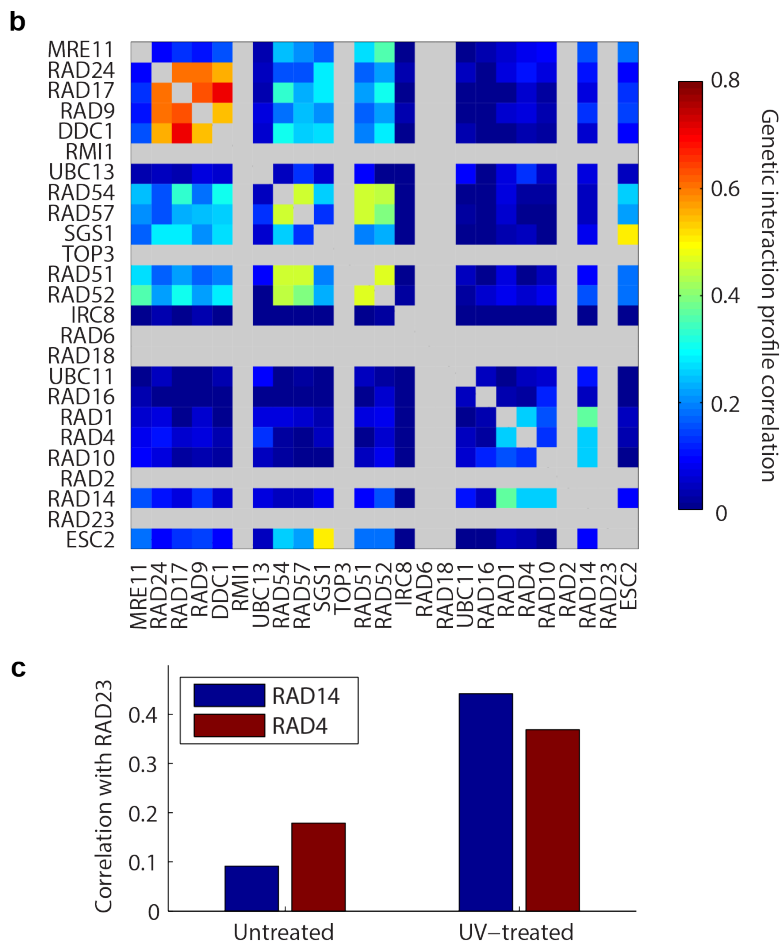 b
MRE11
RAD24
RAD17
RAD9
DDC1
RMI1
UBC13
RAD54
RAD57
SGS1
TOP3
RAD51
RAD52
IRC8
RAD6
RAD18
UBC11
RAD16
RAD1
RAD4
RAD10
RAD2
RAD14
RAD23
ESC2
MRE11 RAD24 RAD17 RAD9 DDC1 RMI1 UBC13 RAD54 RAD57 SGS1 TOP3 RAD51 RAD52 IRC8 RAD6 RAD18 UBC11 RAD16 RAD1 RAD4 RAD10 RAD2 RAD14 RAD23 ESC2
0.8
0.6
0.4
0.2
0
Genetic interaction profile correlation
c
Correlation with RAD23
0.4
0.3
0.2
0.1
0
RAD14
RAD4
Untreated UV−treated